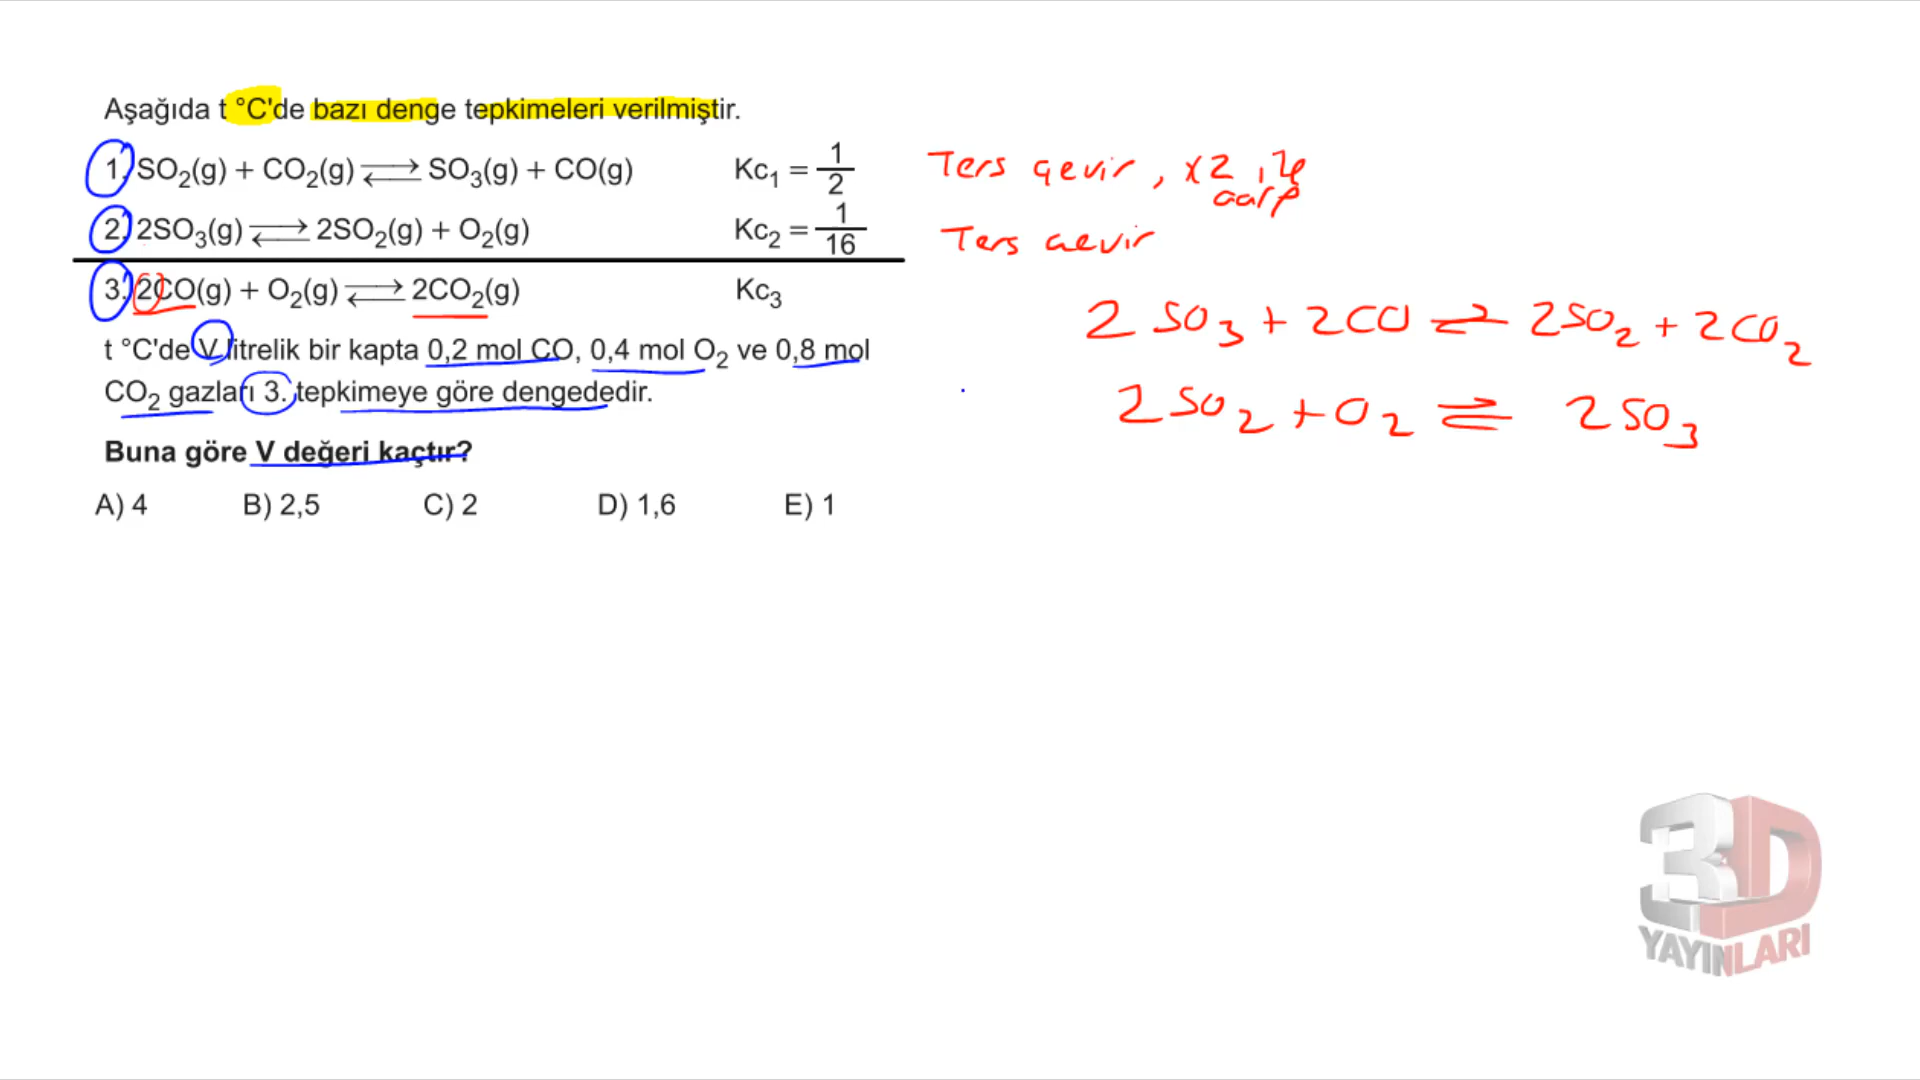 Aşağıda t °C'de bazı denge tepkimeleri verilmiştir.
1. SO₂(g) + CO₂(g) ⇌ SO₃(g) + CO(g) Kc₁ = 1/2 Ters çevir, x2 ile çarp
2. 2SO₃(g) ⇌ 2SO₂(g) + O₂(g) Kc₂ = 1/16 Ters çevir
3. 2CO(g) + O₂(g) ⇌ 2CO₂(g) Kc₃
2SO₃ + 2CO ⇌ 2SO₂ + 2CO₂
t °C'de V litrelik bir kapta 0,2 mol CO, 0,4 mol O₂ ve 0,8 mol
CO₂ gazları 3. tepkimeye göre dengededir.
2SO₂ + O₂ ⇌ 2SO₃
Buna göre V değeri kaçtır?
A) 4 B) 2,5 C) 2 D) 1,6 E) 1
3D
YAYINLARI